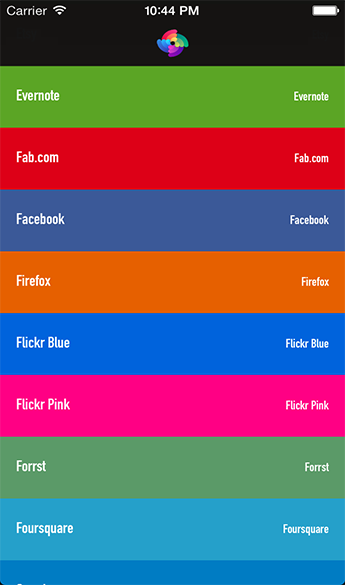 Carrier 10:44 PM
Evernote Evernote
Fab.com Fab.com
Facebook Facebook
Firefox Firefox
Flickr Blue Flickr Blue
Flickr Pink Flickr Pink
Forrst Forrst
Foursquare Foursquare